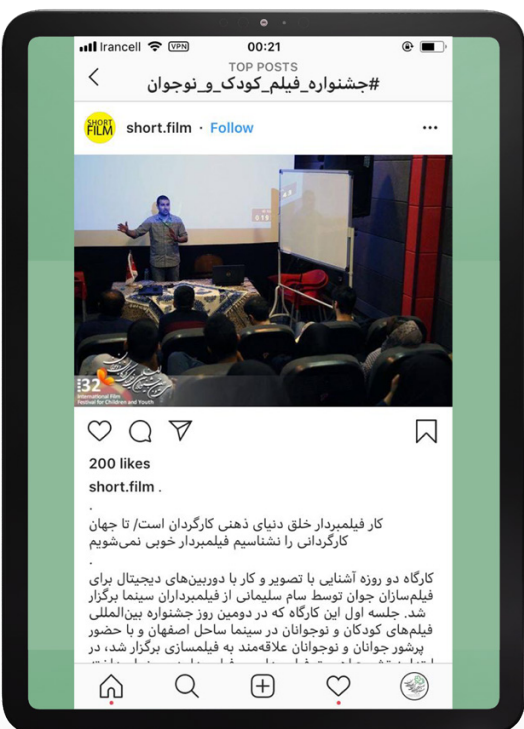 Irancell VPN 00:21
TOP POSTS
#جشنواره_فیلم_کودک_و_نوجوان
SHORT
FILM
short.film · Follow
32
International Film
Festival for Children and Youth
200 likes
short.film .
.
کار فیلمبردار خلق دنیای ذهنی کارگردان است/ تا جهان
کارگردانی را نشناسیم فیلمبردار خوبی نمی‌شویم
.
کارگاه دو روزه آشنایی با تصویر و کار با دوربین‌های دیجیتال برای
فیلم‌سازان جوان توسط سام سلیمانی از فیلمبرداران سینما برگزار
شد. جلسه اول این کارگاه که در دومین روز جشنواره بین‌المللی
فیلم‌های کودکان و نوجوانان در سینما ساحل اصفهان و با حضور
پرشور جوانان و نوجوانان علاقه‌مند به فیلمسازی برگزار شد، در